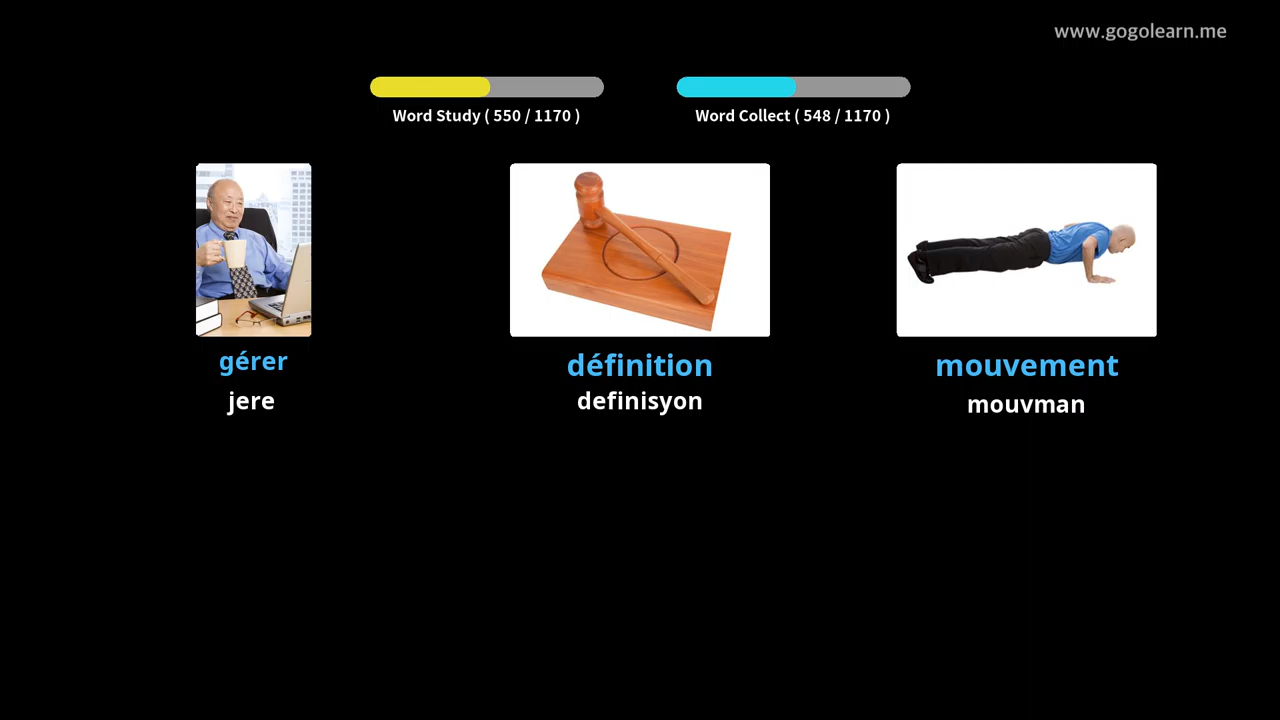 www.gogolearn.me
Word Study ( 550 / 1170 )
Word Collect ( 548 / 1170 )
gérer
jere
définition
definisyon
mouvement
mouvman